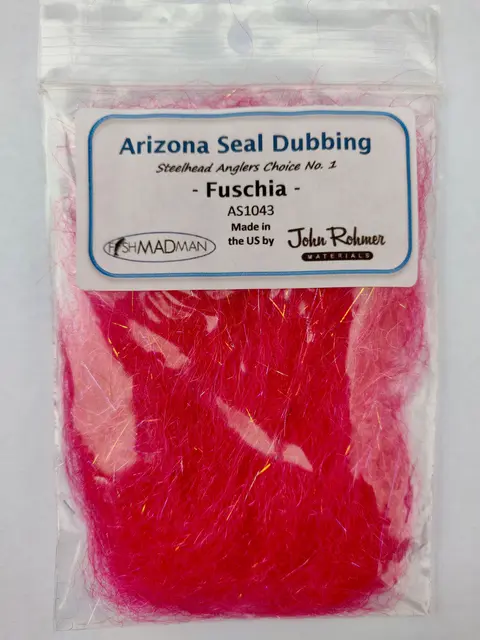 Arizona Seal Dubbing
Steelhead Anglers Choice No. 1
- Fuschia -
AS1043
Made in
the US by
FISHMADMAN
John Rohmer
MATERIALS